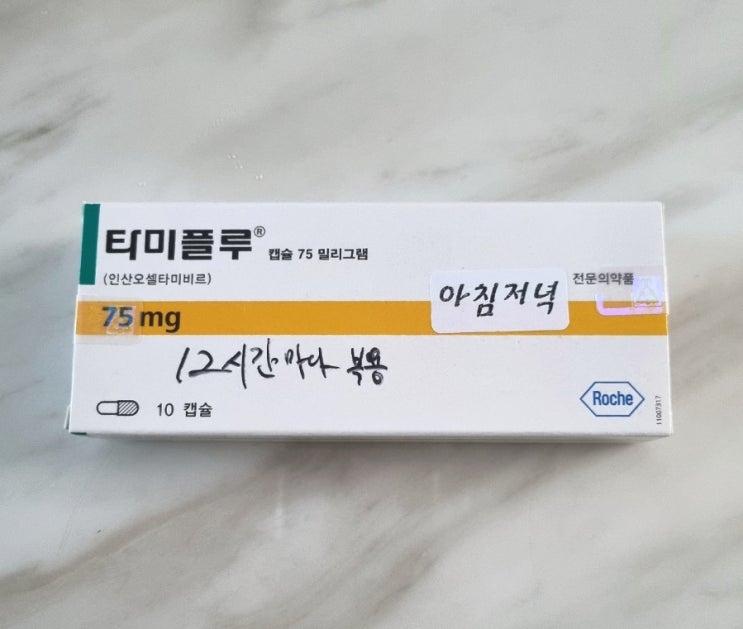 타미플루® 캡슐 75 밀리그램
(인산오셀타미비르)
전문의약품
75 mg
아침저녁
12시간마다 복용
10 캡슐
Roche
11007317